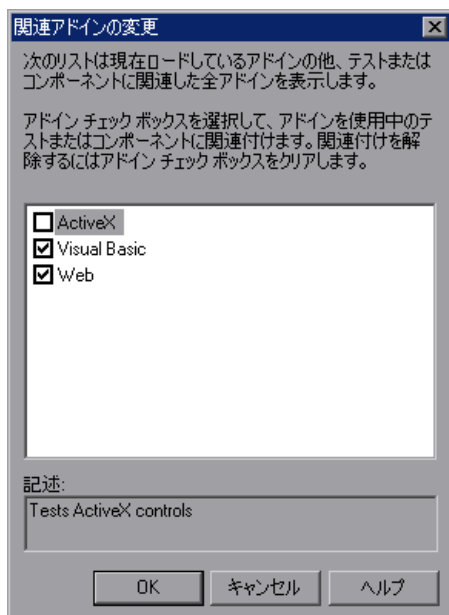 関連アドインの変更
次のリストは現在ロードしているアドインの他、テストまたは
コンポーネントに関連した全アドインを表示します。
アドイン チェック ボックスを選択して、アドインを使用中のテ
ストまたはコンポーネントに関連付けます。関連付けを解
除するにはアドイン チェック ボックスをクリアします。
ActiveX
Visual Basic
Web
記述:
Tests ActiveX controls
OK
キャンセル
ヘルプ